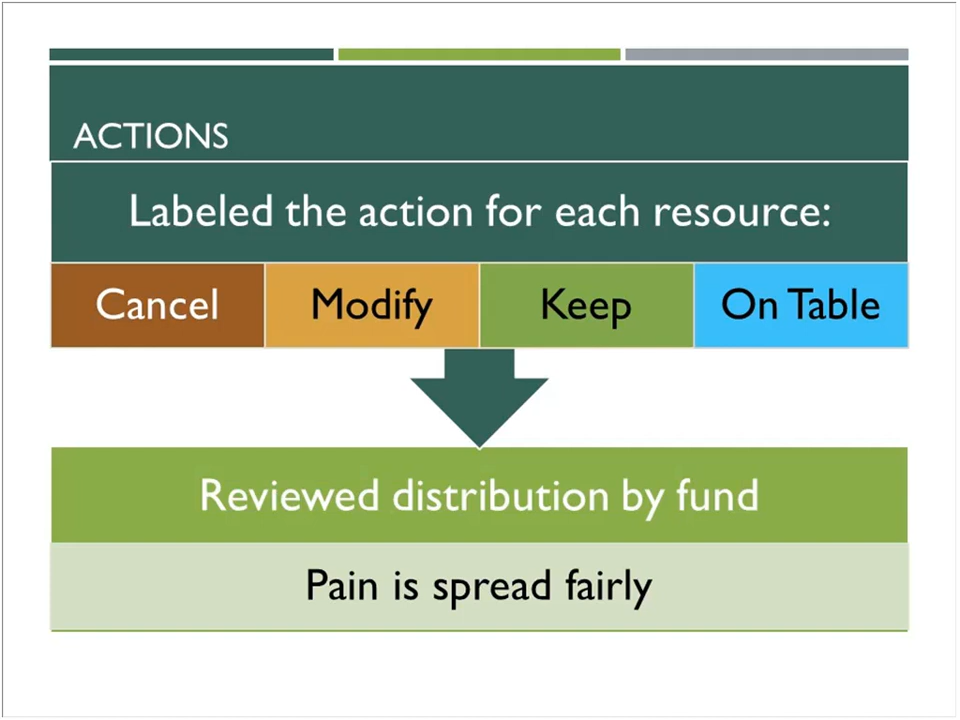 ACTIONS
Labeled the action for each resource:
Cancel Modify Keep On Table
Reviewed distribution by fund
Pain is spread fairly